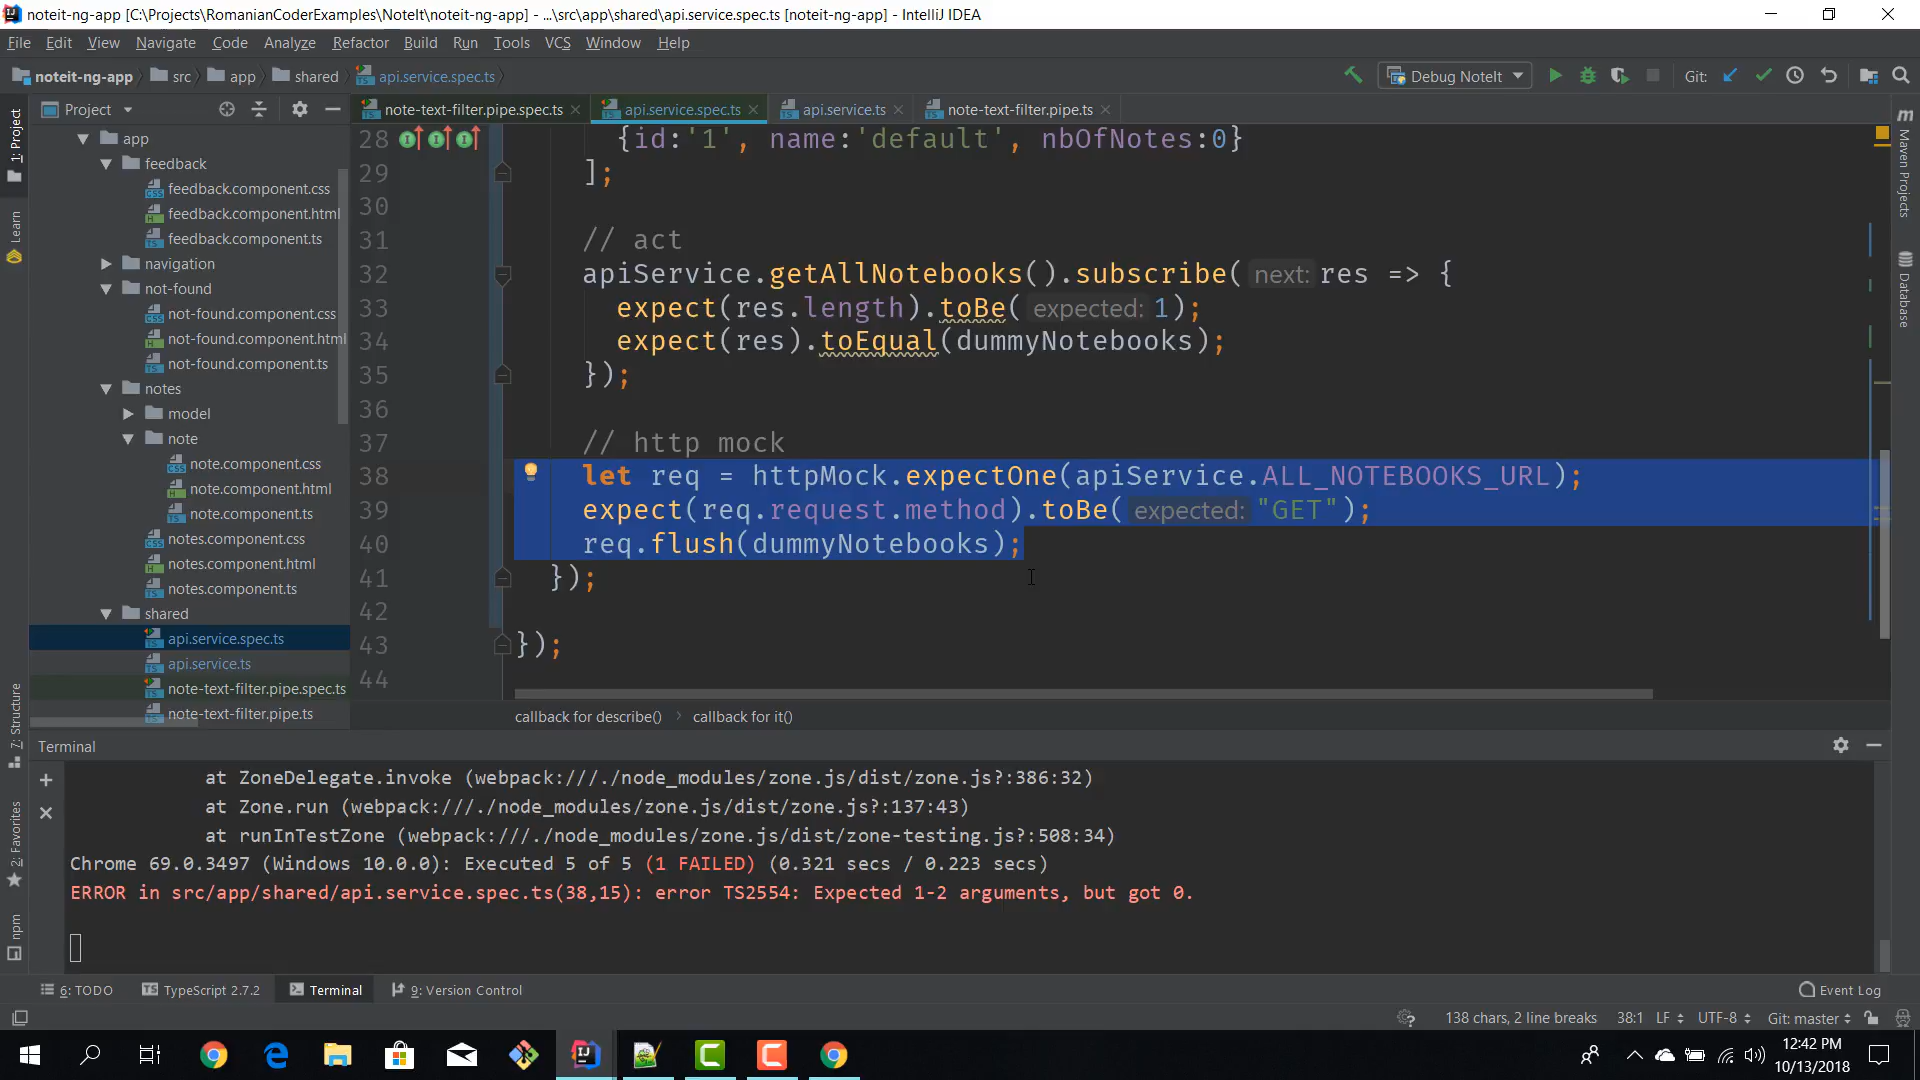 noteit-ng-app [C:\Projects\RomanianCoderExamples\NoteIt\noteit-ng-app] - ...\src\app\shared\api.service.spec.ts [noteit-ng-app] - IntelliJ IDEA
File Edit View Navigate Code Analyze Refactor Build Run Tools VCS Window Help
noteit-ng-app src app shared api.service.spec.ts
Debug NoteIt
Git:
Project
note-text-filter.pipe.spec.ts
api.service.spec.ts
api.service.ts
note-text-filter.pipe.ts
1: Project
Learn
7: Structure
2: Favorites
npm
Maven Projects
Database
app
feedback
feedback.component.css
feedback.component.html
feedback.component.ts
navigation
not-found
not-found.component.css
not-found.component.html
not-found.component.ts
notes
model
note
note.component.css
note.component.html
note.component.ts
notes.component.css
notes.component.html
notes.component.ts
shared
api.service.spec.ts
api.service.ts
note-text-filter.pipe.spec.ts
note-text-filter.pipe.ts
28 {id:'1', name:'default', nbOfNotes:0}
29 ];
30
31 // act
32 apiService.getAllNotebooks().subscribe( next: res => {
33 expect(res.length).toBe( expected: 1);
34 expect(res).toEqual(dummyNotebooks);
35 });
36
37 // http mock
38 let req = httpMock.expectOne(apiService.ALL_NOTEBOOKS_URL);
39 expect(req.request.method).toBe( expected: "GET");
40 req.flush(dummyNotebooks);
41 });
42
43 });
44
callback for describe() › callback for it()
Terminal
at ZoneDelegate.invoke (webpack:///./node_modules/zone.js/dist/zone.js?:386:32)
at Zone.run (webpack:///./node_modules/zone.js/dist/zone.js?:137:43)
at runInTestZone (webpack:///./node_modules/zone.js/dist/zone-testing.js?:508:34)
Chrome 69.0.3497 (Windows 10.0.0): Executed 5 of 5 (1 FAILED) (0.321 secs / 0.223 secs)
ERROR in src/app/shared/api.service.spec.ts(38,15): error TS2554: Expected 1-2 arguments, but got 0.
6: TODO TypeScript 2.7.2 Terminal 9: Version Control Event Log
138 chars, 2 line breaks 38:1 LF UTF-8 Git: master
12:42 PM
10/13/2018